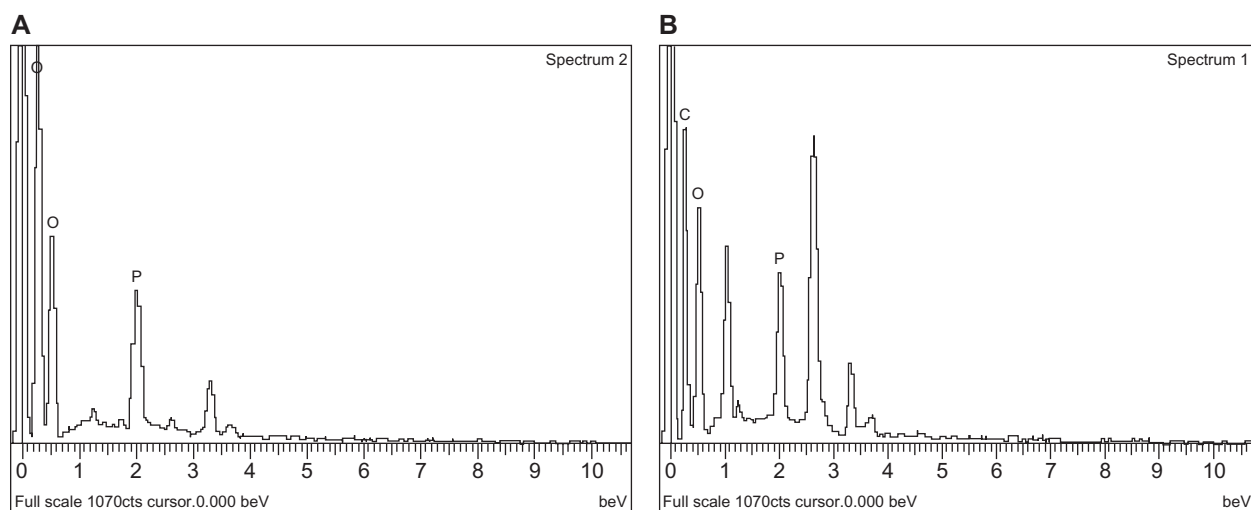 A
B
Spectrum 2
Spectrum 1
O
O
P
C
O
P
0 1 2 3 4 5 6 7 8 9 10
0 1 2 3 4 5 6 7 8 9 10
Full scale 1070cts cursor.0.000 beV
beV
Full scale 1070cts cursor.0.000 beV
beV